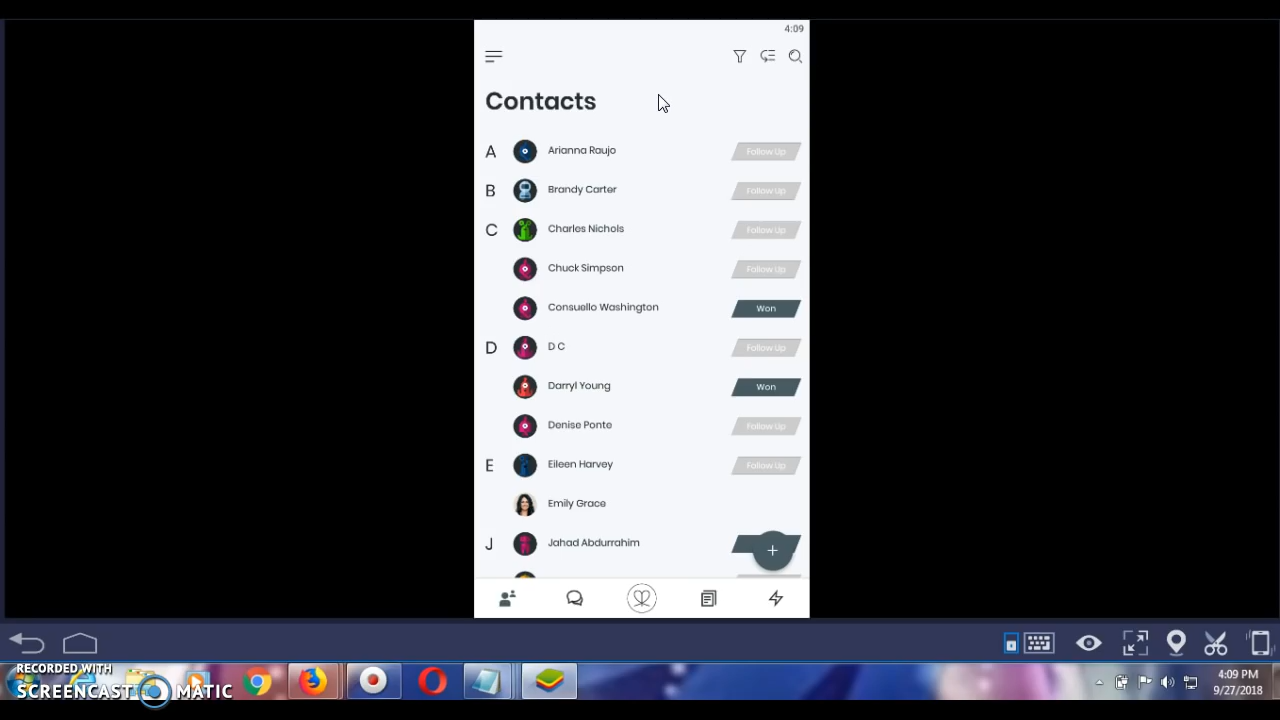 4:09
Contacts
A Arianna Raujo Follow Up
B Brandy Carter Follow Up
C Charles Nichols Follow Up
Chuck Simpson Follow Up
Consuello Washington Won
D D C Follow Up
Darryl Young Won
Denise Ponte Follow Up
E Eileen Harvey Follow Up
Emily Grace
J Jahad Abdurrahim
+
RECORDED WITH
SCREENCAST MATIC
4:09 PM
9/27/2018